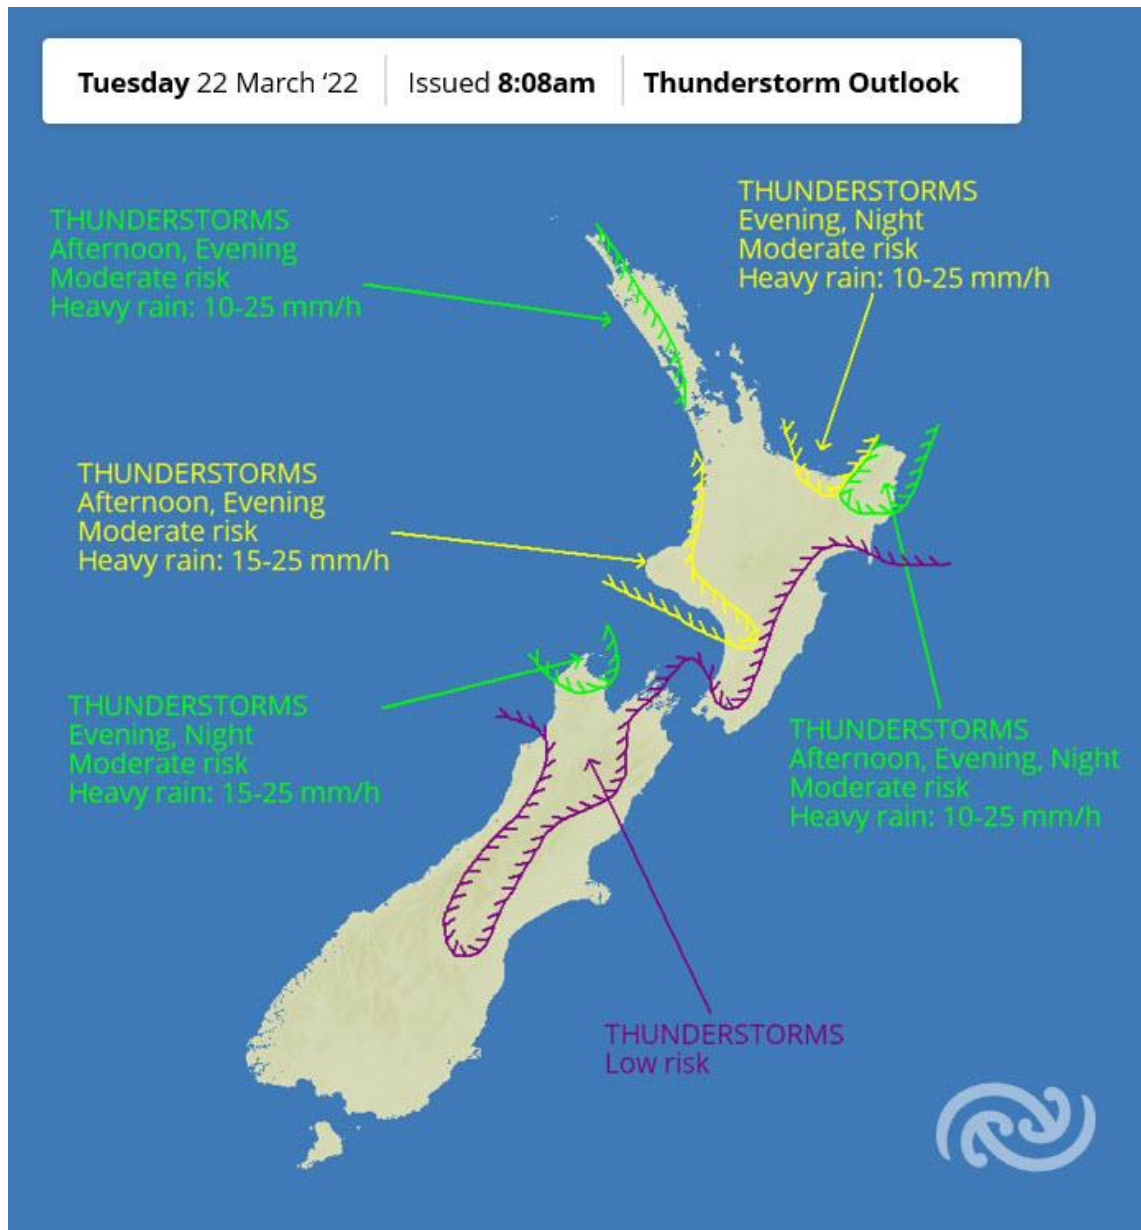 Tuesday 22 March ‘22 Issued 8:08am Thunderstorm Outlook
THUNDERSTORMS
Afternoon, Evening
Moderate risk
Heavy rain: 10-25 mm/h
THUNDERSTORMS
Evening, Night
Moderate risk
Heavy rain: 10-25 mm/h
THUNDERSTORMS
Afternoon, Evening
Moderate risk
Heavy rain: 15-25 mm/h
THUNDERSTORMS
Evening, Night
Moderate risk
Heavy rain: 15-25 mm/h
THUNDERSTORMS
Afternoon, Evening, Night
Moderate risk
Heavy rain: 10-25 mm/h
THUNDERSTORMS
Low risk